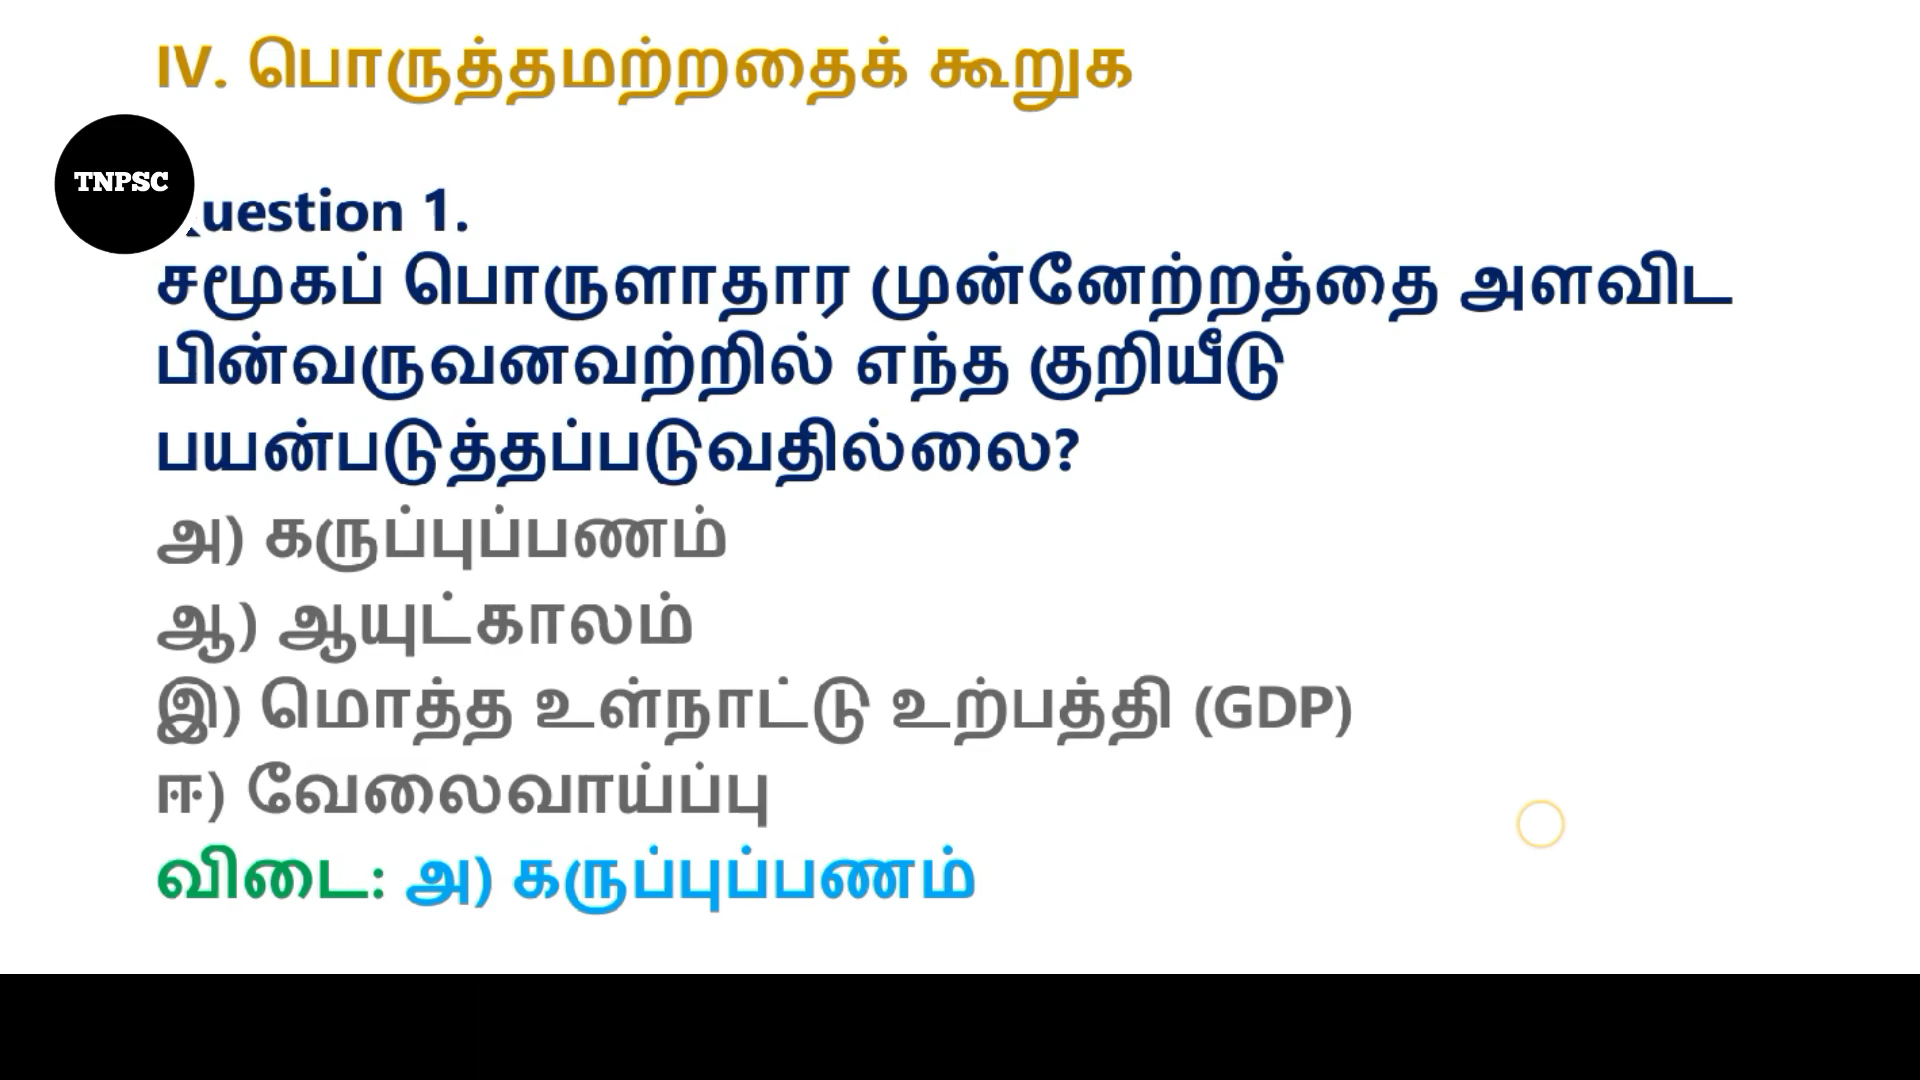 IV. பொருத்தமற்றதைக் கூறுக
TNPSC
Question 1.
சமூகப் பொருளாதார முன்னேற்றத்தை அளவிட
பின்வருவனவற்றில் எந்த குறியீடு
பயன்படுத்தப்படுவதில்லை?
அ) கருப்புப்பணம்
ஆ) ஆயுட்காலம்
இ) மொத்த உள்நாட்டு உற்பத்தி (GDP)
ஈ) வேலைவாய்ப்பு
விடை: அ) கருப்புப்பணம்